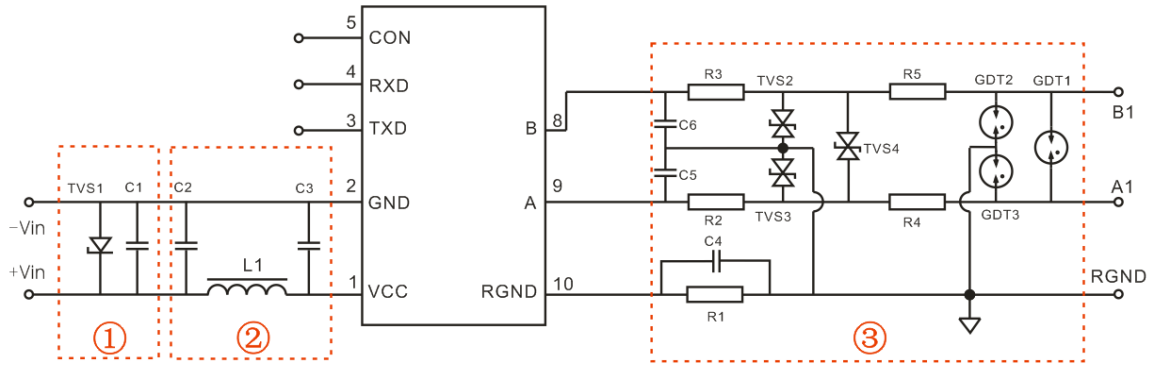 5
CON
4
RXD
3
TXD
2
GND
1
VCC
B
8
A
9
RGND
10
TVS1
C1
C2
C3
−Vin
+Vin
L1
①
②
R3
TVS2
R5
GDT2
GDT1
B1
C6
TVS4
C5
A1
R2
TVS3
R4
GDT3
C4
R1
RGND
③